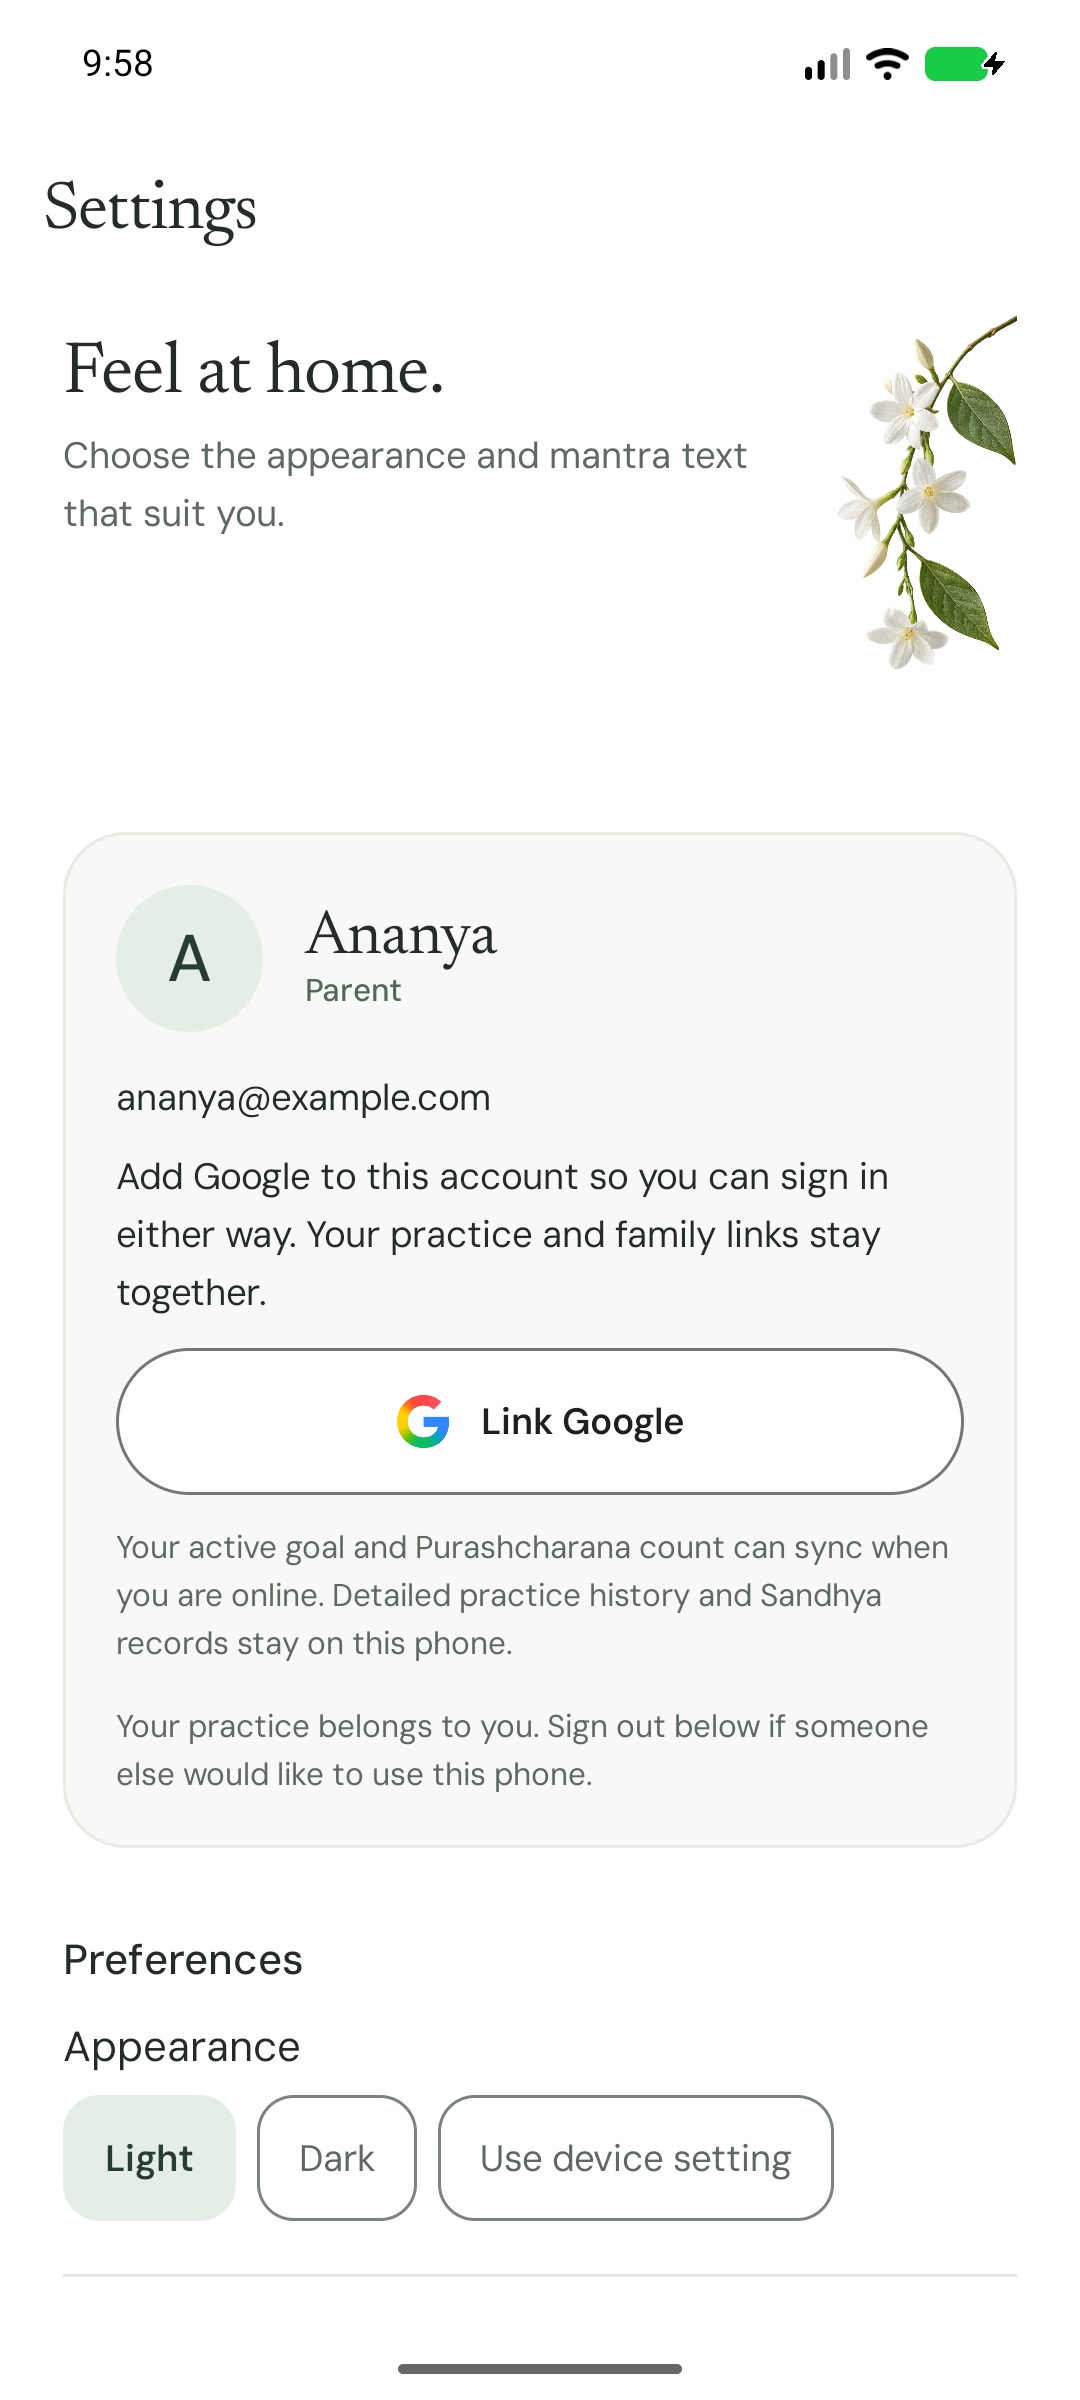 9:58
Settings
Feel at home.
Choose the appearance and mantra text
that suit you.
A
Ananya
Parent
ananya@example.com
Add Google to this account so you can sign in
either way. Your practice and family links stay
together.
Link Google
Your active goal and Purashcharana count can sync when
you are online. Detailed practice history and Sandhya
records stay on this phone.
Your practice belongs to you. Sign out below if someone
else would like to use this phone.
Preferences
Appearance
Light
Dark
Use device setting